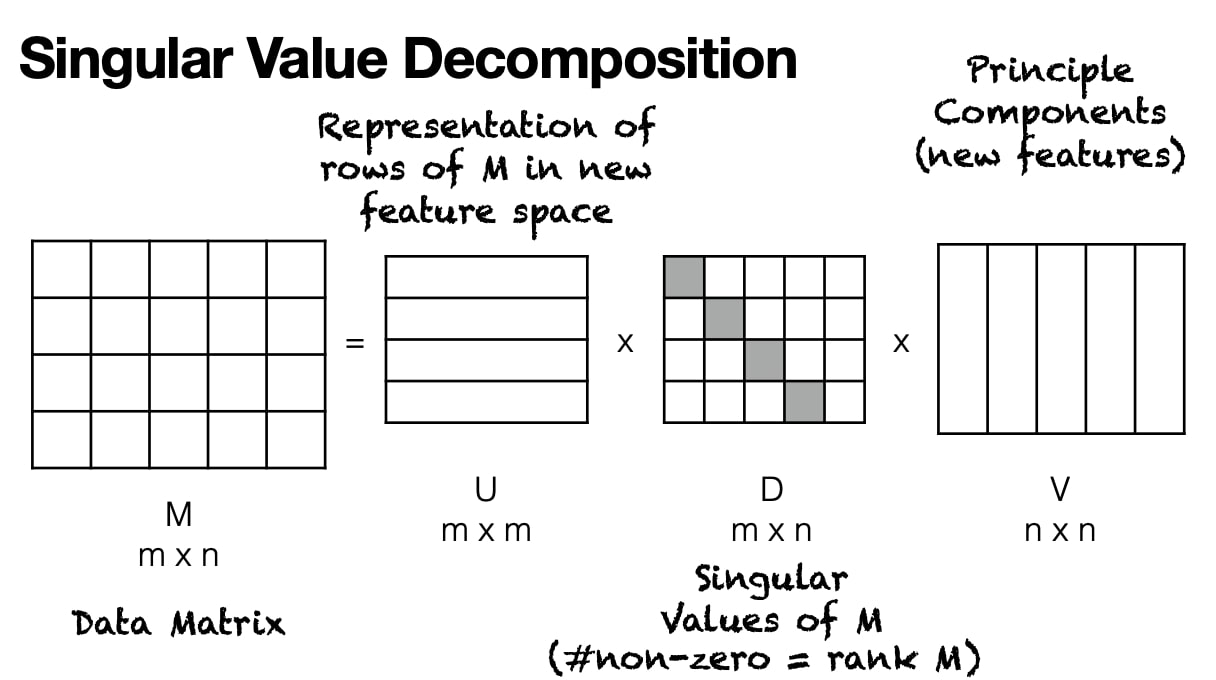 Singular Value Decomposition
Representation of
rows of M in new
feature space
Principle
Components
(new features)
=
x
x
M
m x n
Data Matrix
U
m x m
D
m x n
Singular
Values of M
(#non-zero = rank M)
V
n x n